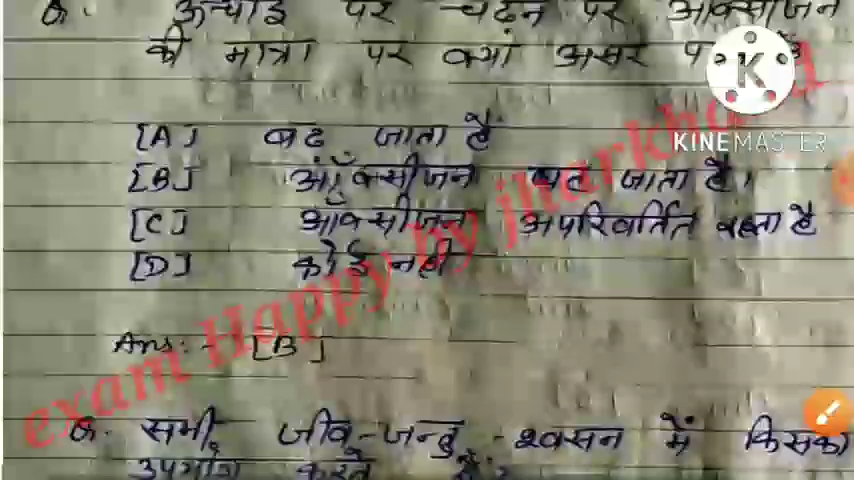 Q. ऊन्चाई पर चढ़ने पर ऑक्सीजन
की मात्रा पर क्यां असर
KINEMASTER
[A] बढ जाता है
[B] ऑक्सीजन घट जाता है।
[C] ऑक्सीजन अपरिवर्तित रहता है
[D] कोई नही
Ans:- [B]
Q. सभी जीव-जन्तु श्वसन में किसका
उपयोग करते हैं?
exam Happy by jharkhand